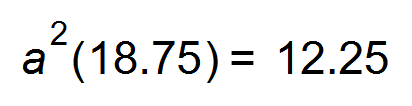 a²(18.75) = 12.25